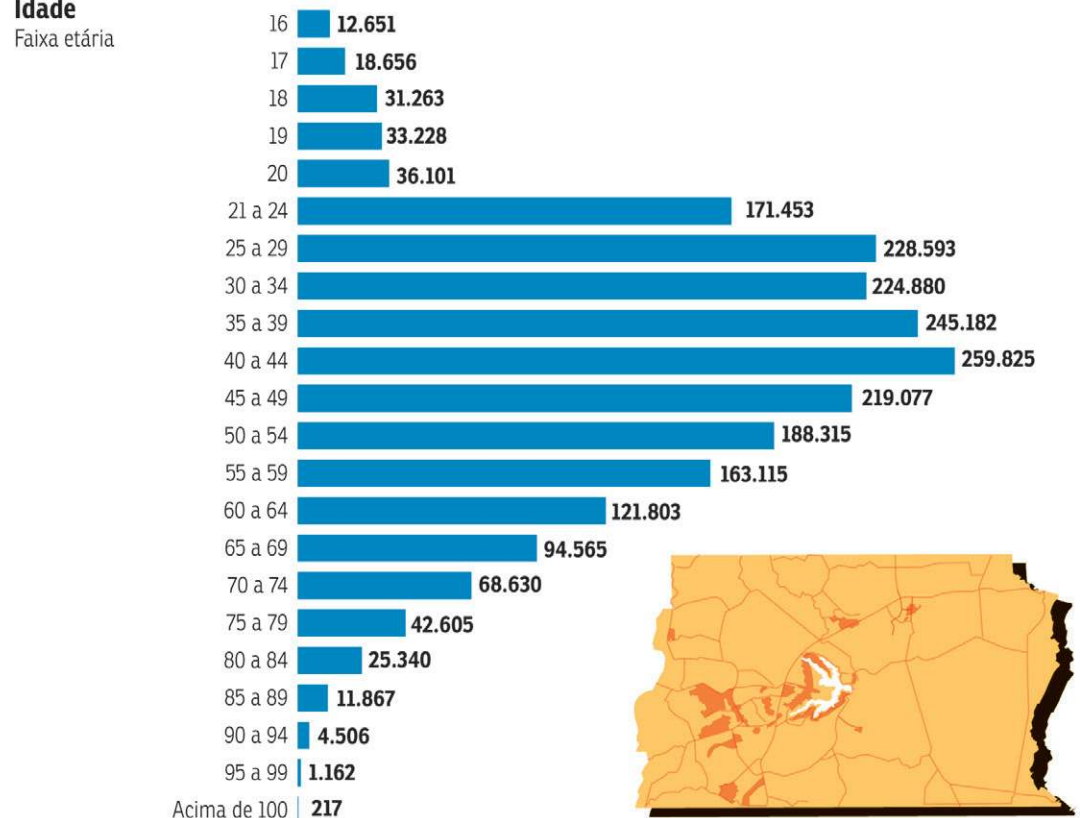 Idade
Faixa etária
16 12.651
17 18.656
18 31.263
19 33.228
20 36.101
21 a 24 171.453
25 a 29 228.593
30 a 34 224.880
35 a 39 245.182
40 a 44 259.825
45 a 49 219.077
50 a 54 188.315
55 a 59 163.115
60 a 64 121.803
65 a 69 94.565
70 a 74 68.630
75 a 79 42.605
80 a 84 25.340
85 a 89 11.867
90 a 94 4.506
95 a 99 1.162
Acima de 100 217